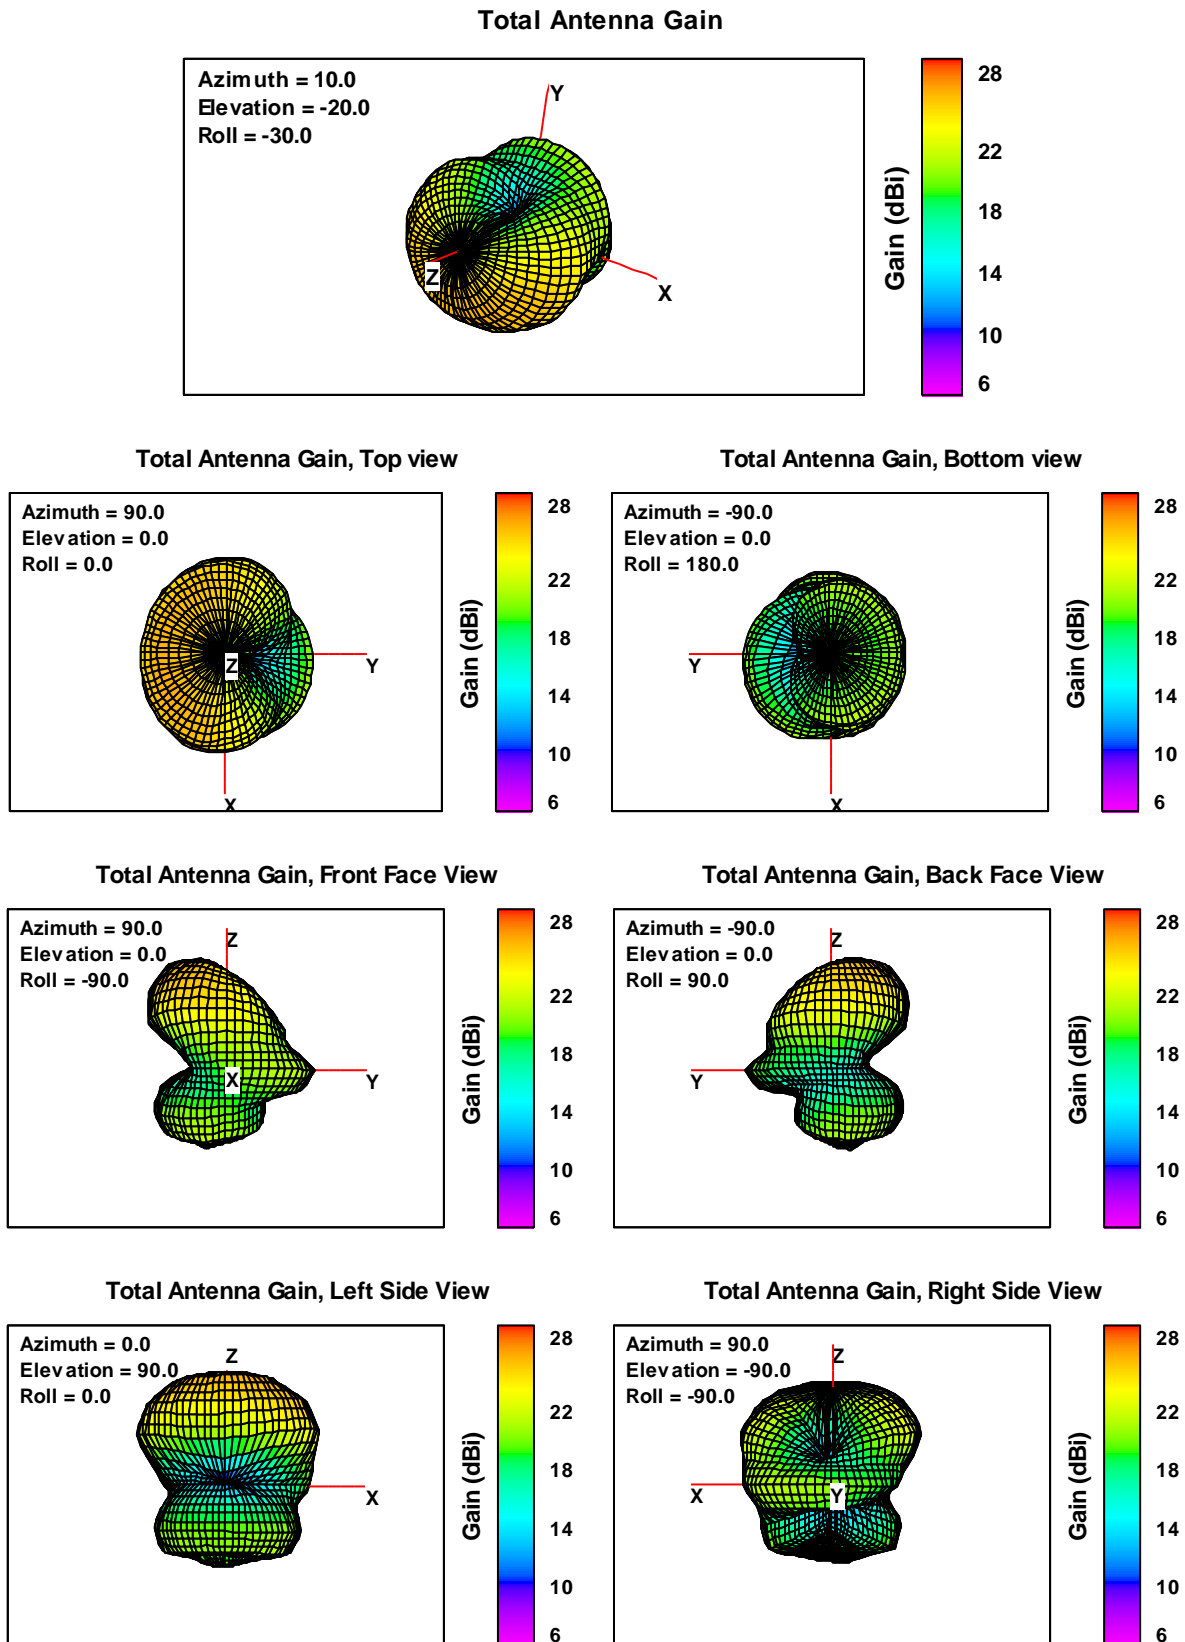 Total Antenna Gain
Azimuth = 10.0
Elevation = -20.0
Roll = -30.0
Y
Z
X
28
22
18
14
10
6
Gain (dBi)
Total Antenna Gain, Top view
Azimuth = 90.0
Elevation = 0.0
Roll = 0.0
Z
Y
X
28
22
18
14
10
6
Gain (dBi)
Total Antenna Gain, Bottom view
Azimuth = -90.0
Elevation = 0.0
Roll = 180.0
Y
X
28
22
18
14
10
6
Gain (dBi)
Total Antenna Gain, Front Face View
Azimuth = 90.0
Elevation = 0.0
Roll = -90.0
Z
X
Y
28
22
18
14
10
6
Gain (dBi)
Total Antenna Gain, Back Face View
Azimuth = -90.0
Elevation = 0.0
Roll = 90.0
Z
Y
28
22
18
14
10
6
Gain (dBi)
Total Antenna Gain, Left Side View
Azimuth = 0.0
Elevation = 90.0
Roll = 0.0
Z
X
28
22
18
14
10
6
Gain (dBi)
Total Antenna Gain, Right Side View
Azimuth = 90.0
Elevation = -90.0
Roll = -90.0
Z
X
Y
28
22
18
14
10
6
Gain (dBi)